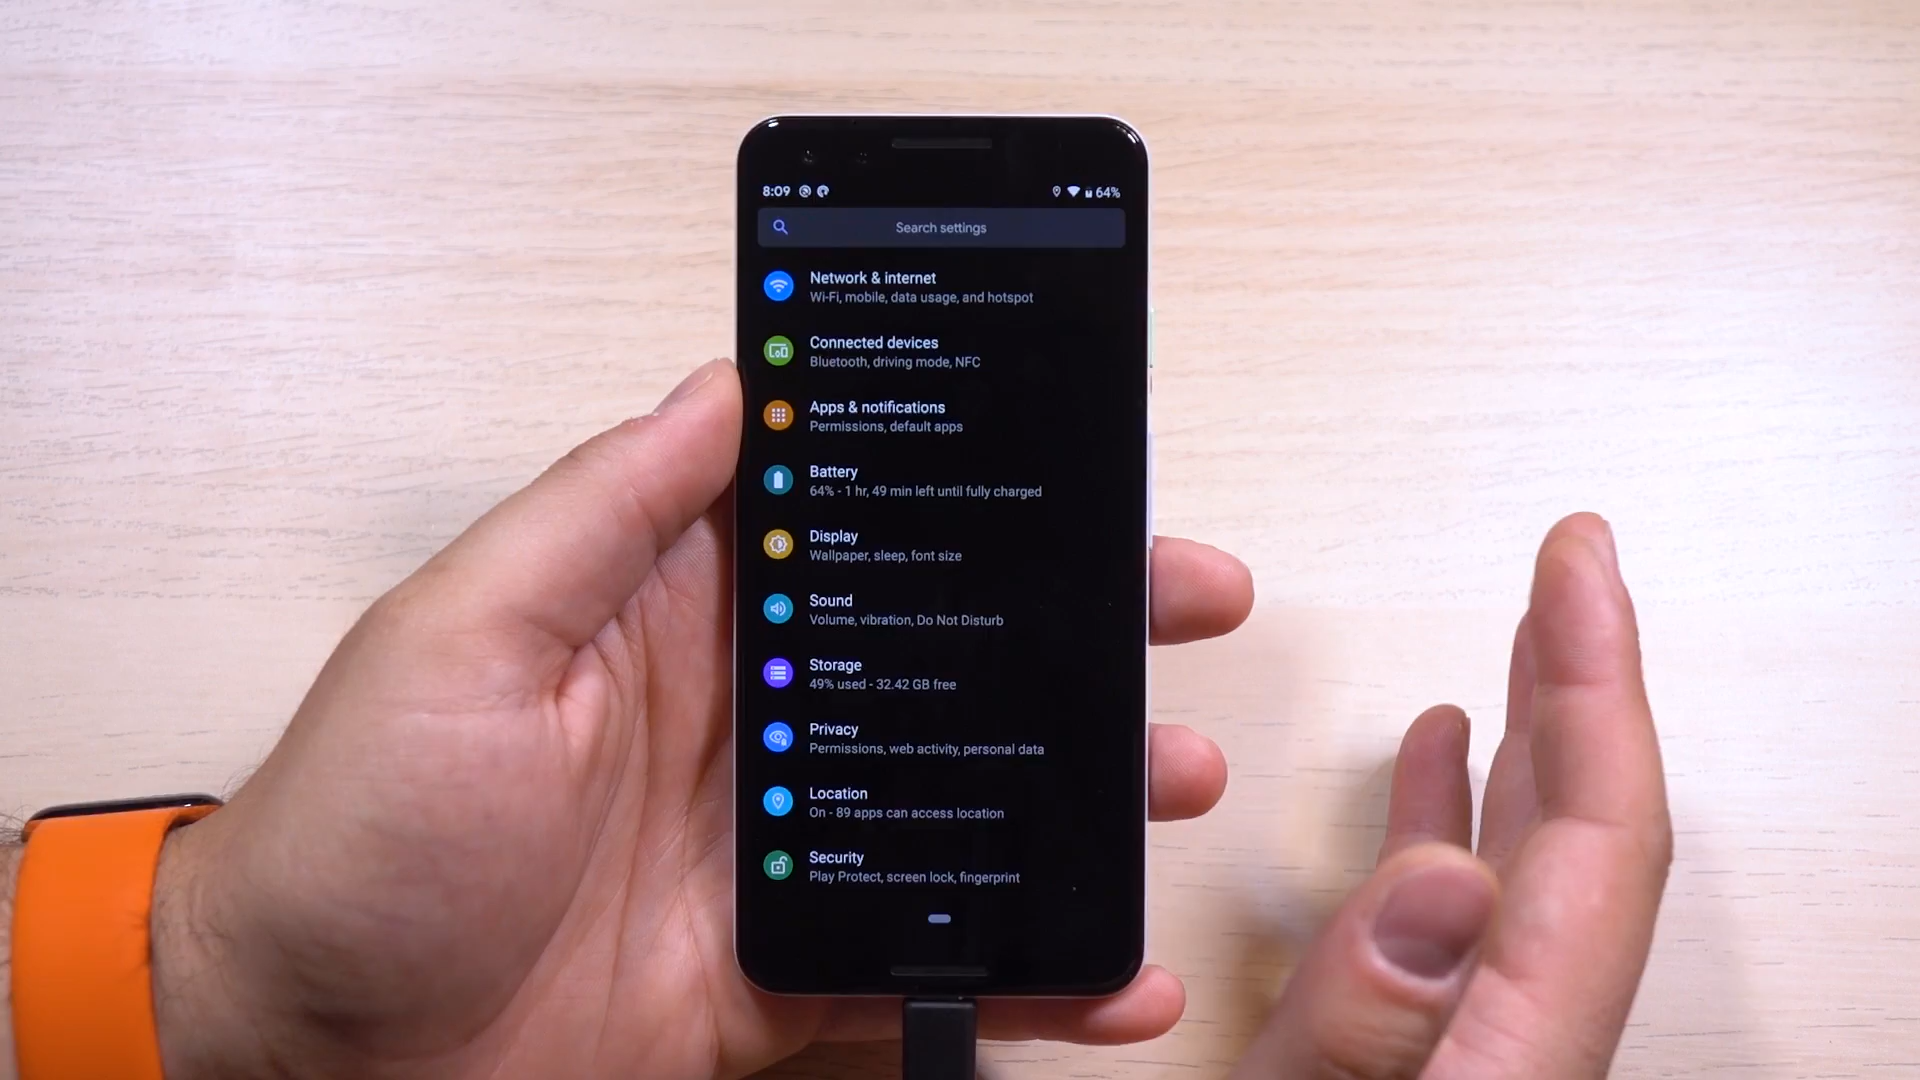 8:09
64%
Search settings
Network & internet
Wi-Fi, mobile, data usage, and hotspot
Connected devices
Bluetooth, driving mode, NFC
Apps & notifications
Permissions, default apps
Battery
64% - 1 hr, 49 min left until fully charged
Display
Wallpaper, sleep, font size
Sound
Volume, vibration, Do Not Disturb
Storage
49% used - 32.42 GB free
Privacy
Permissions, web activity, personal data
Location
On - 89 apps can access location
Security
Play Protect, screen lock, fingerprint